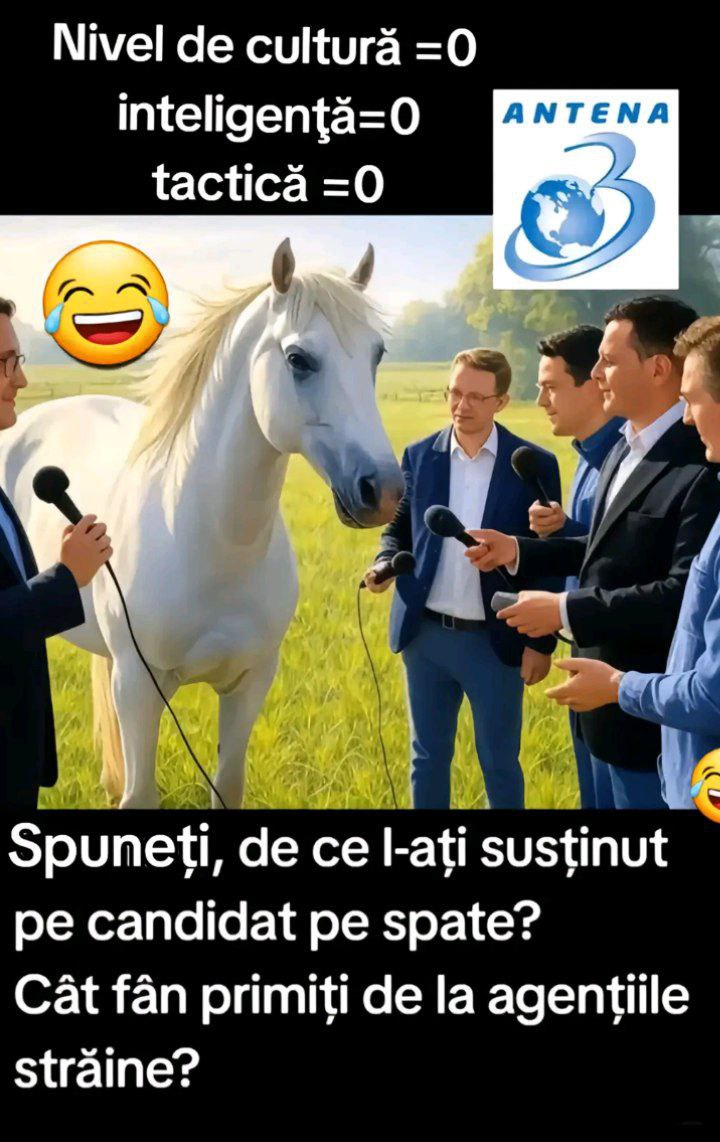 Nivel de cultură =0
inteligenţă=0
tactică =0
ANTENA
3
Spuneți, de ce l-ați susținut
pe candidat pe spate?
Cât fân primiți de la agențiile
străine?